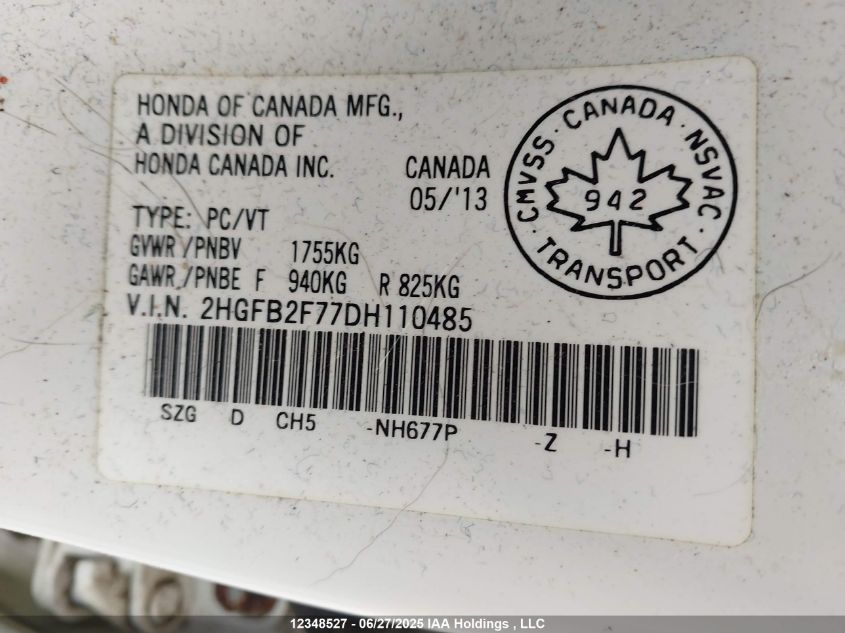 HONDA OF CANADA MFG.,
A DIVISION OF
HONDA CANADA INC. CANADA
05/'13
TYPE: PC/VT
GVWR/PNBV 1755KG
GAWR/PNBE F 940KG R 825KG
V.I.N. 2HGFB2F77DH110485
SZG D CH5 -NH677P -Z -H
CMVSS · CANADA · NSVAC · TRANSPORT ·
942
12348527 - 06/27/2025 IAA Holdings , LLC